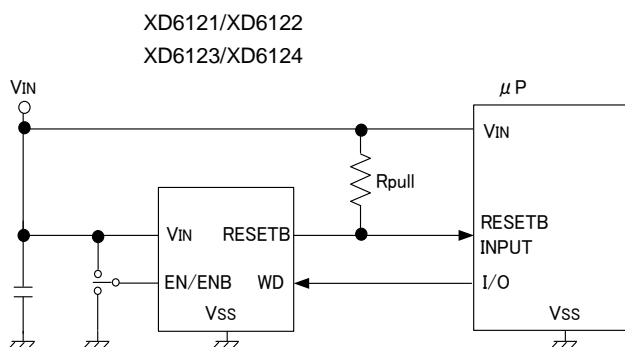 XD6121/XD6122
XD6123/XD6124
VIN
μP
VIN
Rpull
VIN
RESETB
RESETB
INPUT
EN/ENB
WD
I/O
VSS
VSS